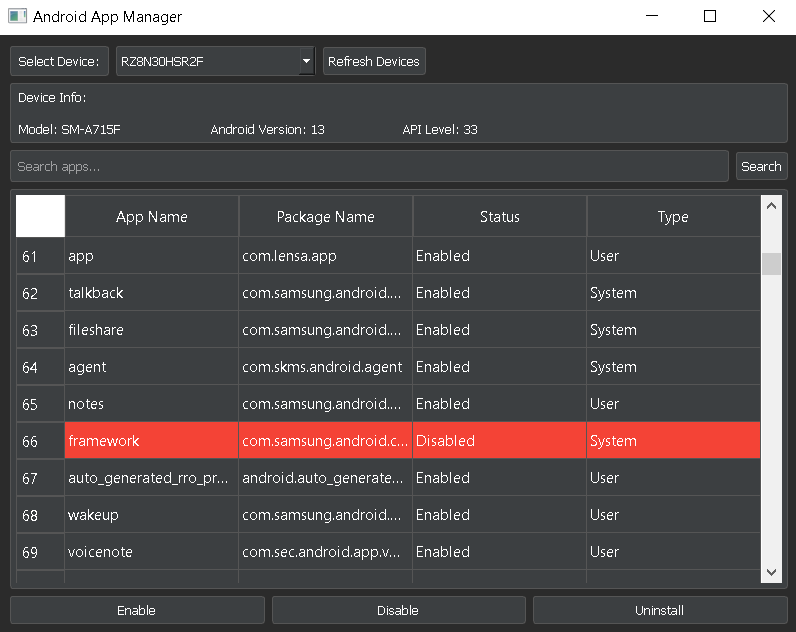 Android App Manager
Select Device: RZ8N30HSR2F Refresh Devices
Device Info:
Model: SM-A715F Android Version: 13 API Level: 33
Search apps... Search
App Name Package Name Status Type
61 app com.lensa.app Enabled User
62 talkback com.samsung.android.... Enabled System
63 fileshare com.samsung.android.... Enabled System
64 agent com.skms.android.agent Enabled System
65 notes com.samsung.android.... Enabled User
66 framework com.samsung.android.c... Disabled System
67 auto_generated_rro_pr... android.auto_generate... Enabled User
68 wakeup com.samsung.android.... Enabled User
69 voicenote com.sec.android.app.v... Enabled User
Enable Disable Uninstall